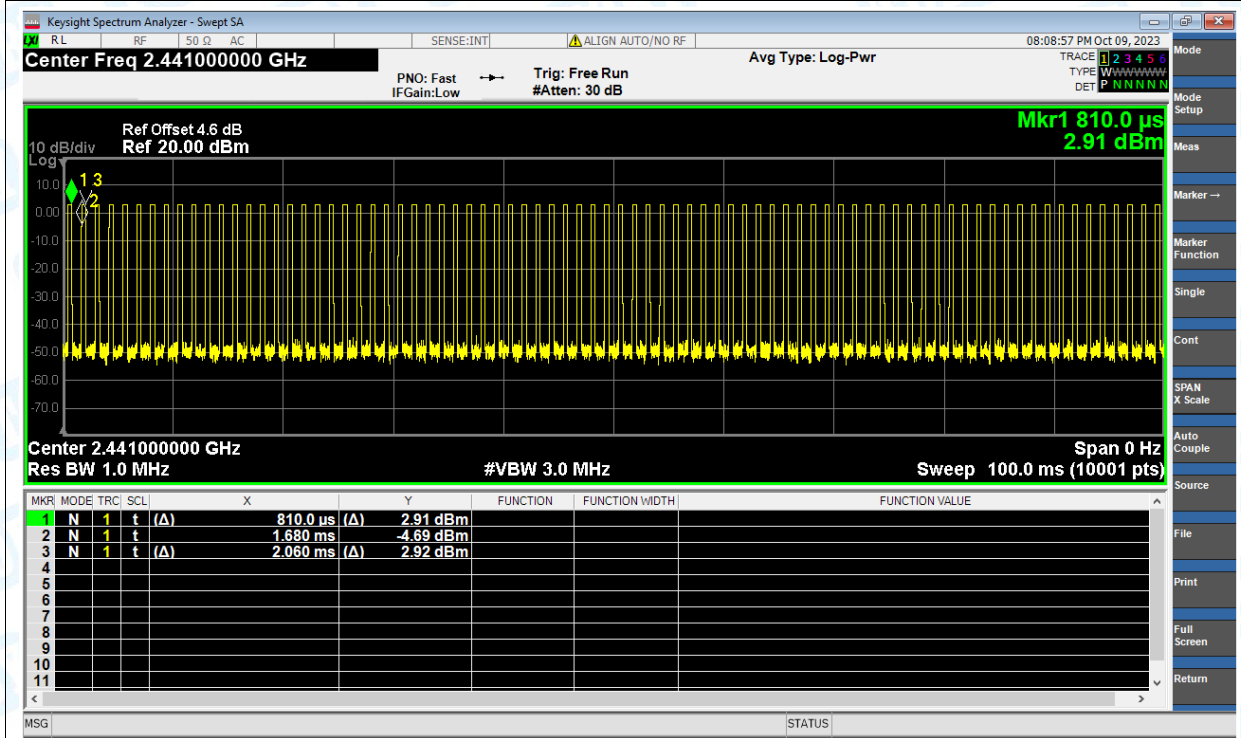 Keysight Spectrum Analyzer - Swept SA
LXI RL RF 50 Ω AC SENSE:INT ALIGN AUTO/NO RF 08:08:57 PM Oct 09, 2023
Center Freq 2.441000000 GHz
Avg Type: Log-Pwr
TRACE 1 2 3 4 5 6
TYPE WWWWWW
DET P NNNNN
PNO: Fast
IFGain:Low
Trig: Free Run
#Atten: 30 dB
Mkr1 810.0 µs
2.91 dBm
Ref Offset 4.6 dB
10 dB/div Ref 20.00 dBm
Log
10.0
0.00
-10.0
-20.0
-30.0
-40.0
-50.0
-60.0
-70.0
1 3
2
Center 2.441000000 GHz Span 0 Hz
Res BW 1.0 MHz #VBW 3.0 MHz Sweep 100.0 ms (10001 pts)
MKR MODE TRC SCL X Y FUNCTION FUNCTION WIDTH FUNCTION VALUE
1 N 1 t (Δ) 810.0 µs (Δ) 2.91 dBm
2 N 1 t 1.680 ms -4.69 dBm
3 N 1 t (Δ) 2.060 ms (Δ) 2.92 dBm
4
5
6
7
8
9
10
11
MSG STATUS
Mode
Mode Setup
Meas
Marker →
Marker Function
Single
Cont
SPAN X Scale
Auto Couple
Source
File
Print
Full Screen
Return